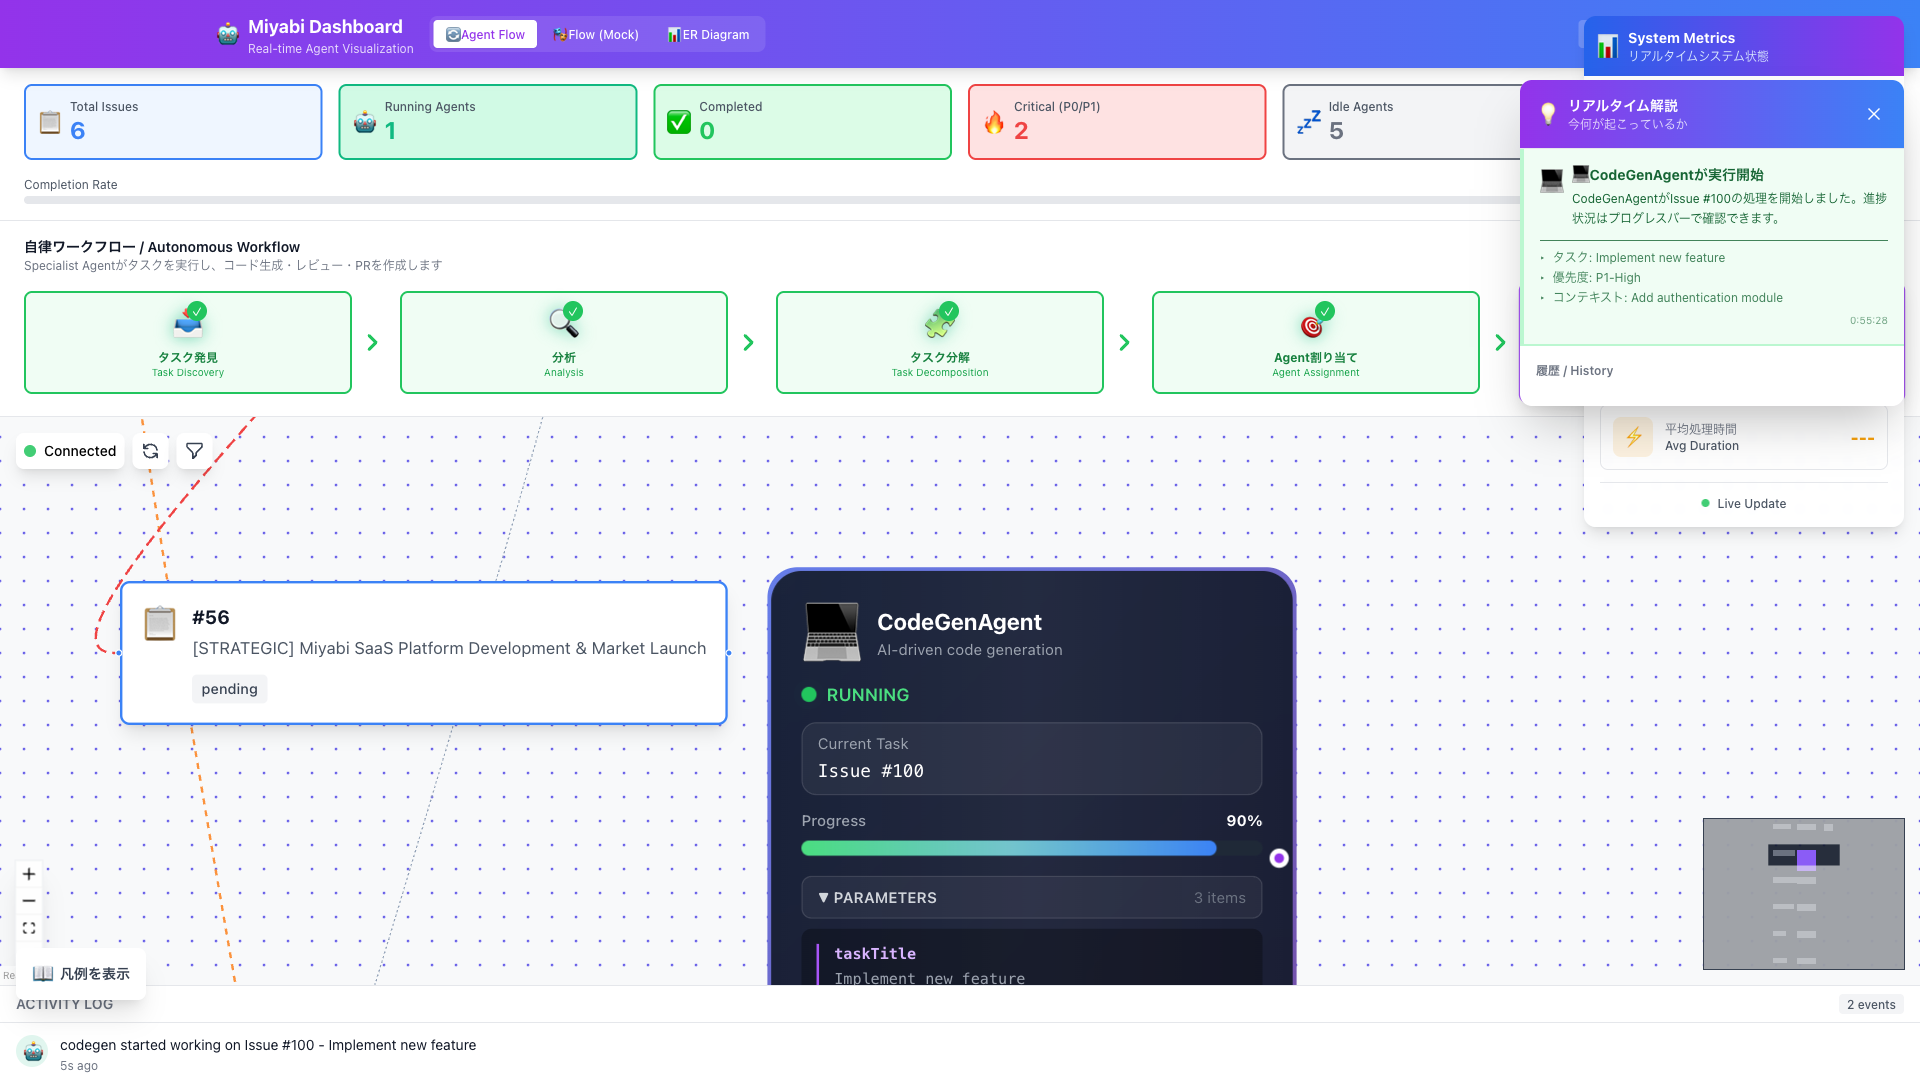 Miyabi Dashboard
Real-time Agent Visualization
Agent Flow
Flow (Mock)
ER Diagram
System Metrics
リアルタイムシステム状態
Total Issues
6
Running Agents
1
Completed
0
Critical (P0/P1)
2
Idle Agents
5
リアルタイム解説
今何が起こっているか
CodeGenAgentが実行開始
CodeGenAgentがIssue #100の処理を開始しました。進捗
状況はプログレスバーで確認できます。
タスク: Implement new feature
優先度: P1-High
コンテキスト: Add authentication module
0:55:28
履歴 / History
Completion Rate
自律ワークフロー / Autonomous Workflow
Specialist Agentがタスクを実行し、コード生成・レビュー・PRを作成します
タスク発見
Task Discovery
分析
Analysis
タスク分解
Task Decomposition
Agent割り当て
Agent Assignment
平均処理時間
Avg Duration
---
Live Update
Connected
#56
[STRATEGIC] Miyabi SaaS Platform Development & Market Launch
pending
CodeGenAgent
AI-driven code generation
RUNNING
Current Task
Issue #100
Progress
90%
▼ PARAMETERS
3 items
taskTitle
Implement new feature
凡例を表示
ACTIVITY LOG
2 events
codegen started working on Issue #100 - Implement new feature
5s ago